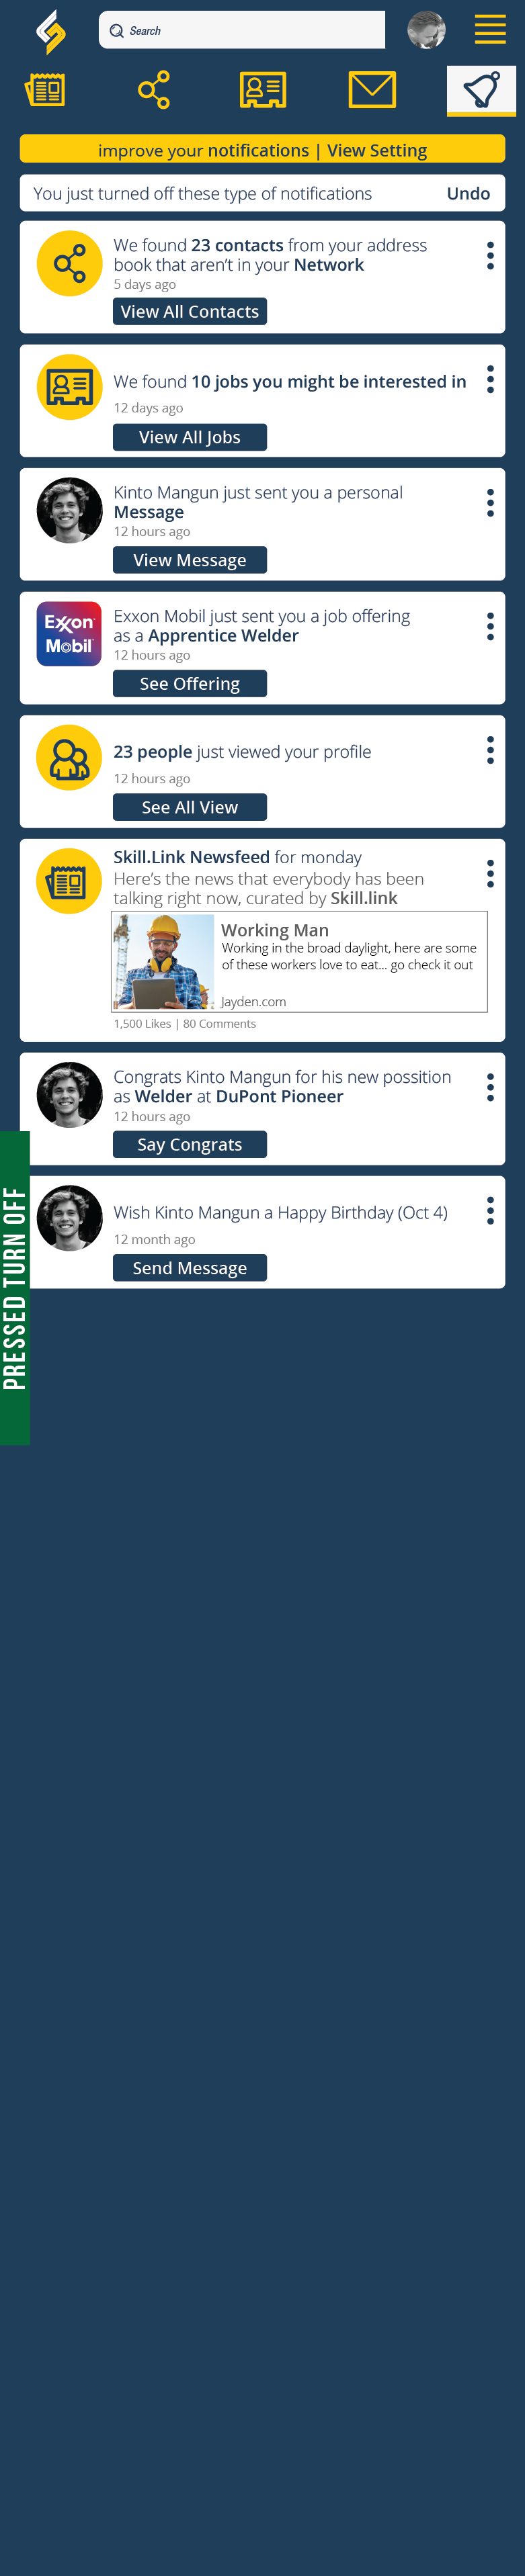 Search
improve your notifications | View Setting
You just turned off these type of notifications Undo
We found 23 contacts from your address
book that aren't in your Network
5 days ago
View All Contacts
We found 10 jobs you might be interested in
12 days ago
View All Jobs
Kinto Mangun just sent you a personal
Message
12 hours ago
View Message
Exxon
Mobil
Exxon Mobil just sent you a job offering
as a Apprentice Welder
12 hours ago
See Offering
23 people just viewed your profile
12 hours ago
See All View
Skill.Link Newsfeed for monday
Here's the news that everybody has been
talking right now, curated by Skill.link
Working Man
Working in the broad daylight, here are some
of these workers love to eat... go check it out
Jayden.com
1,500 Likes | 80 Comments
Congrats Kinto Mangun for his new possition
as Welder at DuPont Pioneer
12 hours ago
Say Congrats
Wish Kinto Mangun a Happy Birthday (Oct 4)
12 month ago
Send Message
PRESSED TURN OFF